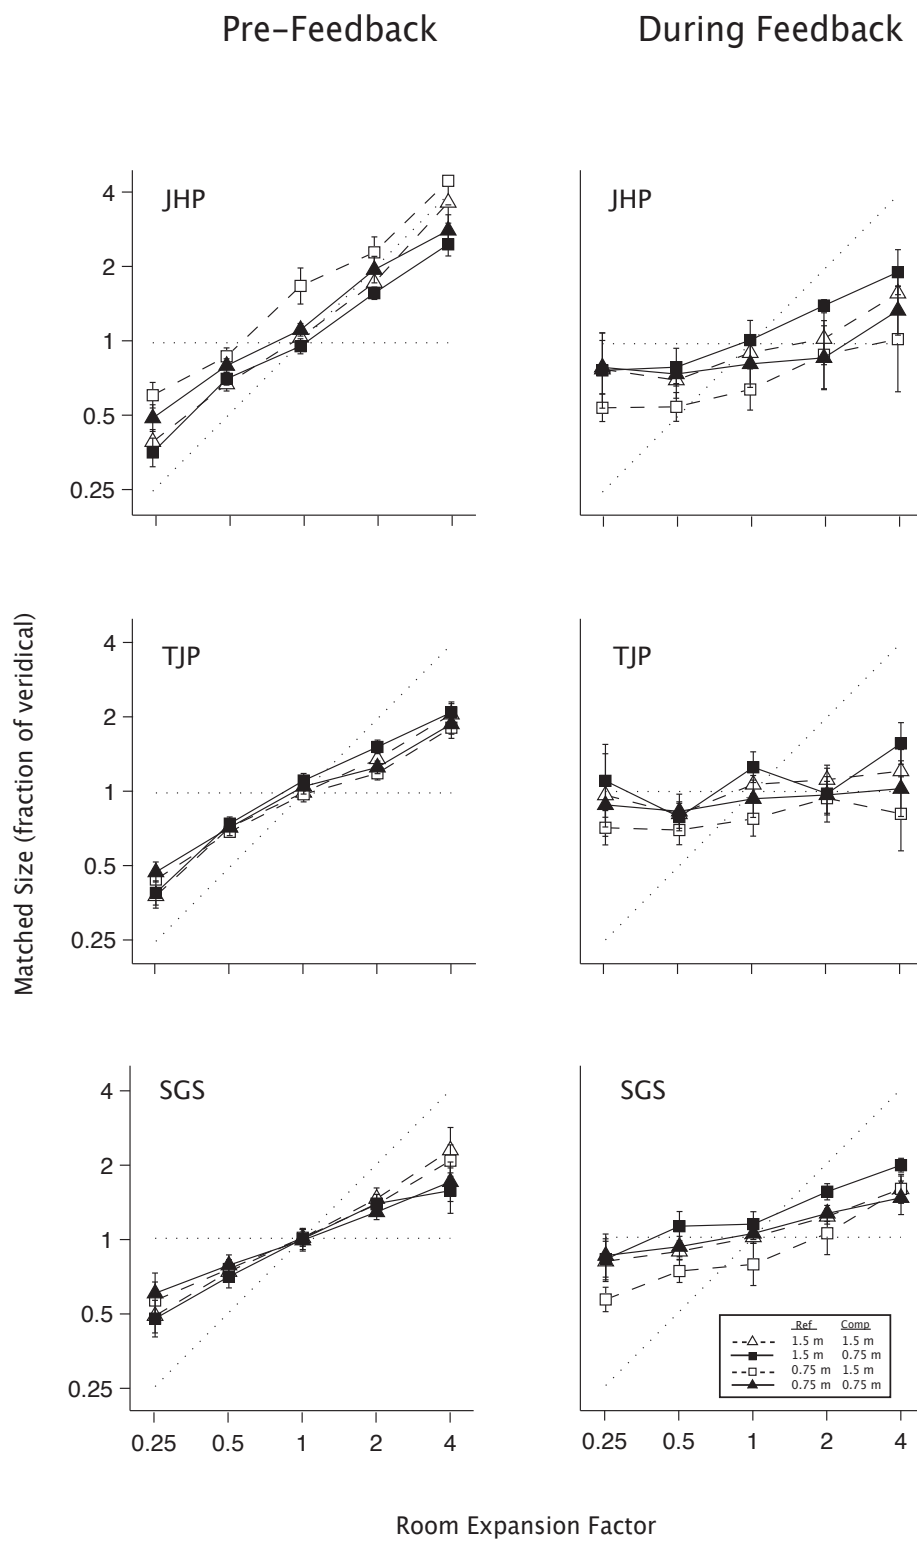 Pre-Feedback During Feedback
JHP JHP
4
2
1
0.5
0.25
TJP TJP
4
2
1
0.5
0.25
Matched Size (fraction of veridical)
SGS SGS
4
2
1
0.5
0.25
Ref Comp
1.5 m 1.5 m
1.5 m 0.75 m
0.75 m 1.5 m
0.75 m 0.75 m
0.25 0.5 1 2 4 0.25 0.5 1 2 4
Room Expansion Factor